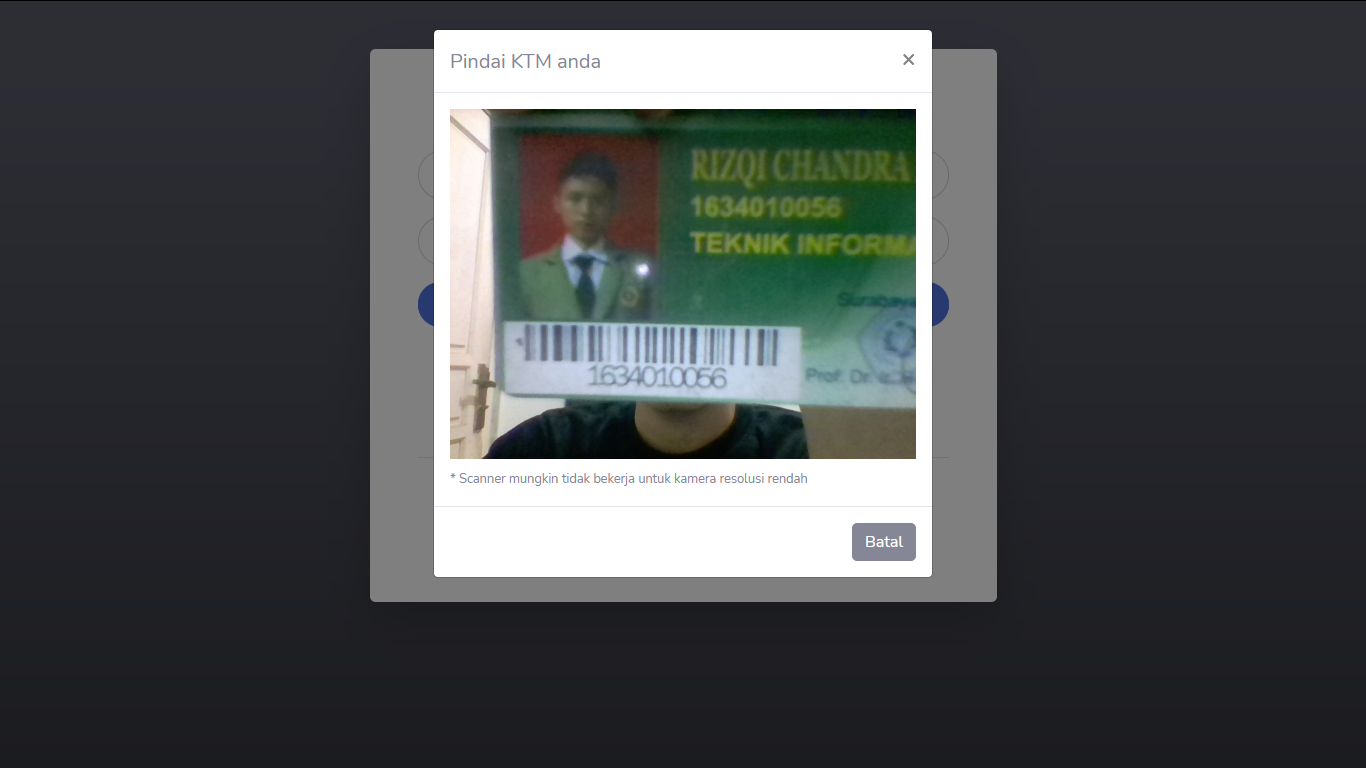 Pindai KTM anda
×
RIZQI CHANDRA
1634010056
TEKNIK INFORMA
Surabaya
1634010056
Prof. Dr.
* Scanner mungkin tidak bekerja untuk kamera resolusi rendah
Batal